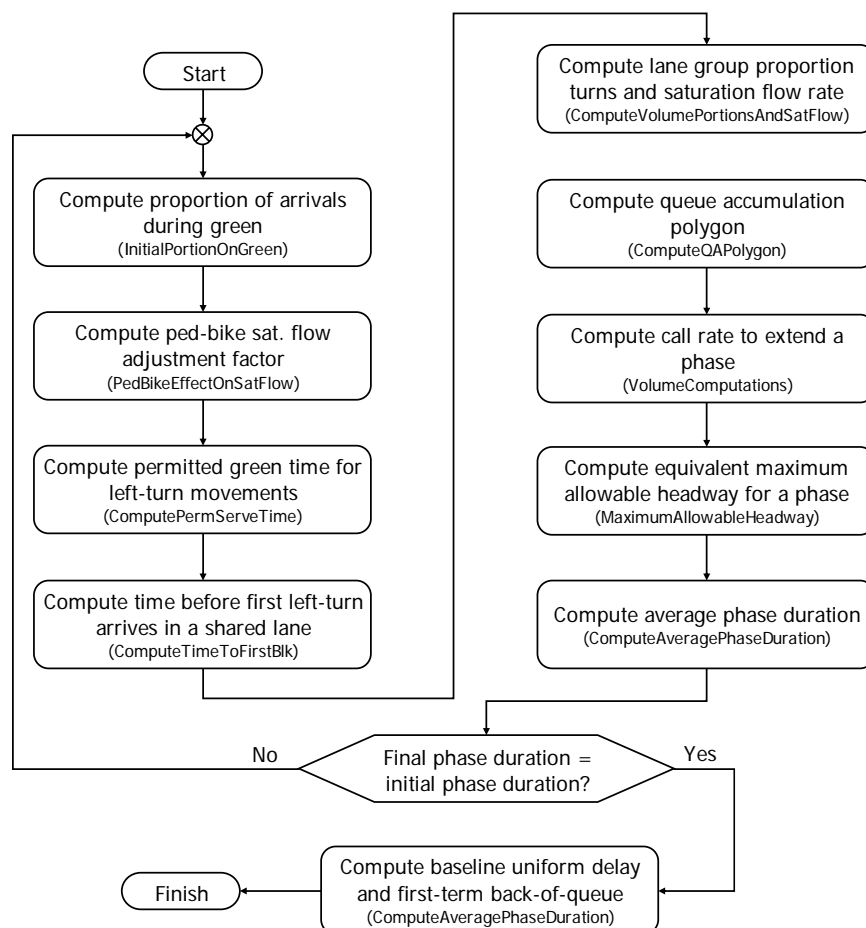 Start
Compute proportion of arrivals
during green
(InitialPortionOnGreen)
Compute ped-bike sat. flow
adjustment factor
(PedBikeEffectOnSatFlow)
Compute permitted green time for
left-turn movements
(ComputePermServeTime)
Compute time before first left-turn
arrives in a shared lane
(ComputeTimeToFirstBlk)
Compute lane group proportion
turns and saturation flow rate
(ComputeVolumePortionsAndSatFlow)
Compute queue accumulation
polygon
(ComputeQAPolygon)
Compute call rate to extend a
phase
(VolumeComputations)
Compute equivalent maximum
allowable headway for a phase
(MaximumAllowableHeadway)
Compute average phase duration
(ComputeAveragePhaseDuration)
No
Final phase duration =
initial phase duration?
Yes
Compute baseline uniform delay
and first-term back-of-queue
(ComputeAveragePhaseDuration)
Finish